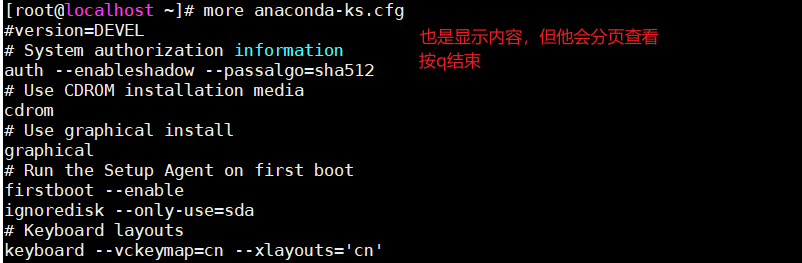 [root@localhost ~]# more anaconda-ks.cfg
#version=DEVEL
也是显示内容，但他会分页查看
# System authorization information
按q结束
auth --enableshadow --passalgo=sha512
# Use CDROM installation media
cdrom
# Use graphical install
graphical
# Run the Setup Agent on first boot
firstboot --enable
ignoredisk --only-use=sda
# Keyboard layouts
keyboard --vckeymap=cn --xlayouts='cn'